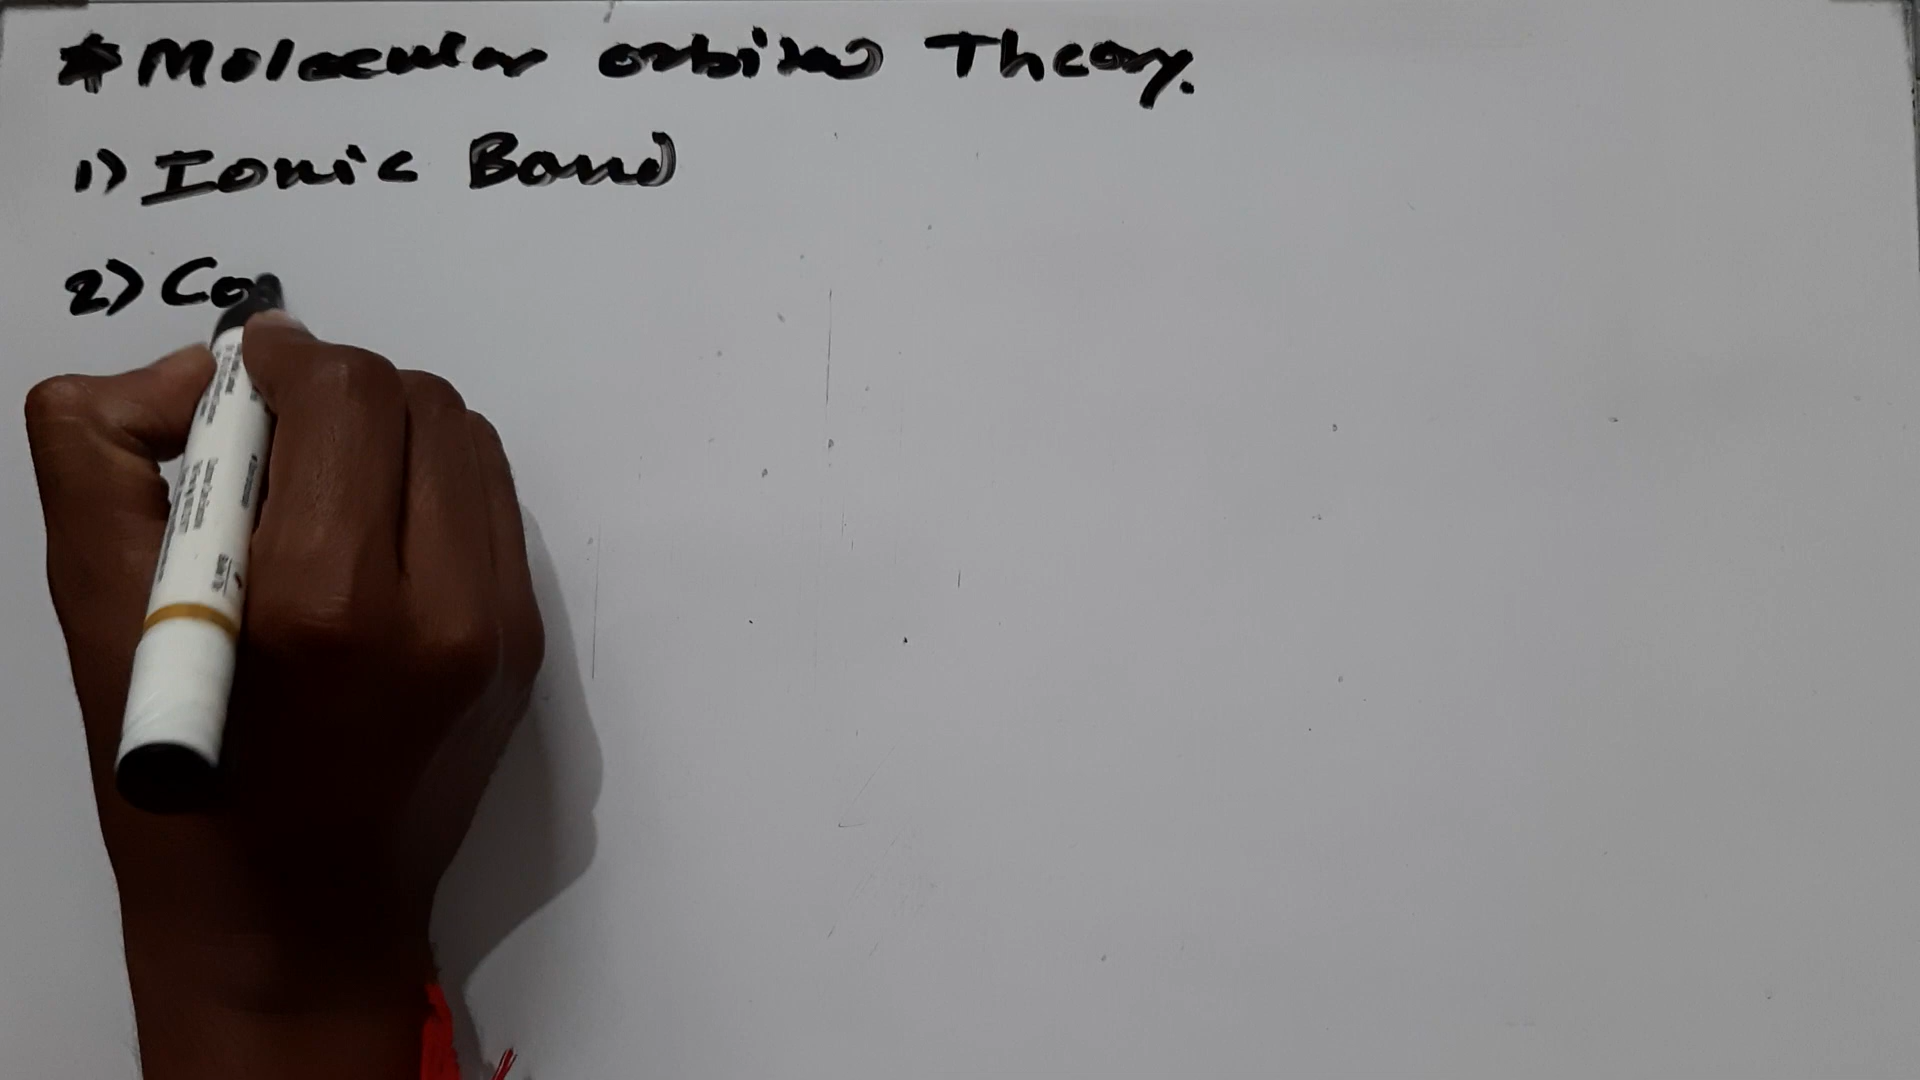 * Molecular orbital Theory.
1) Ionic Bond
2) Co